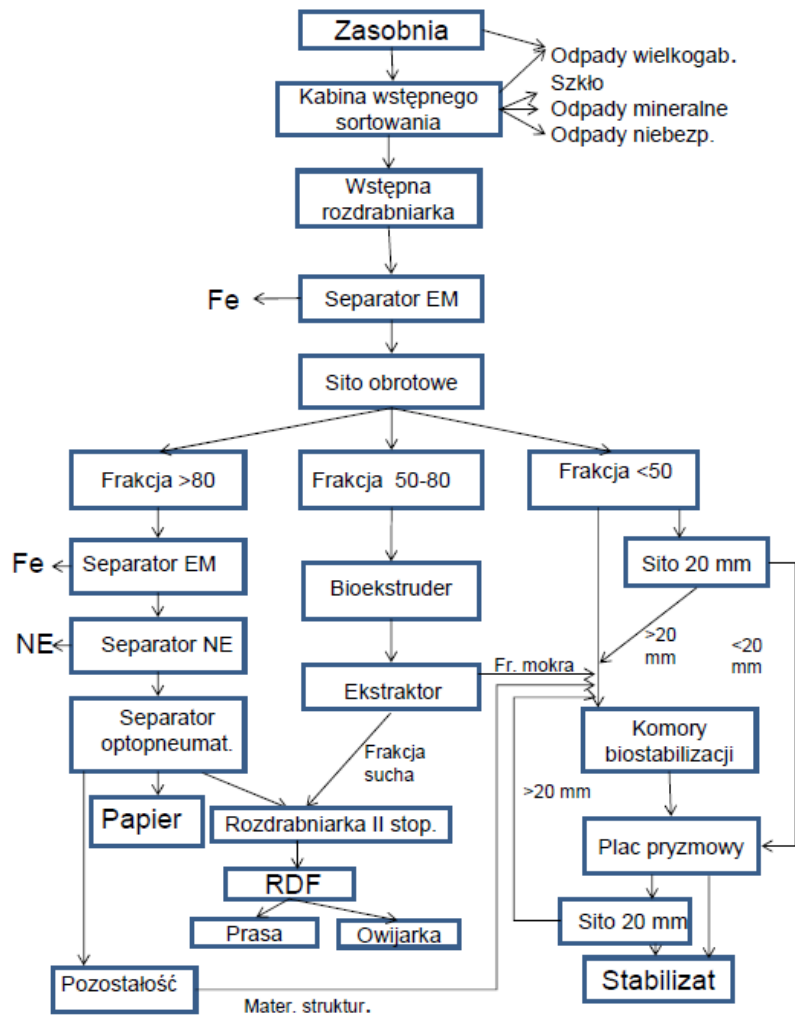 Zasobnia
Odpady wielkogab.
Szkło
Odpady mineralne
Odpady niebezp.
Kabina wstępnego
sortowania
Wstępna
rozdrabniarka
Fe
Separator EM
Sito obrotowe
Frakcja >80
Frakcja 50-80
Frakcja <50
Fe
Separator EM
Bioekstruder
Sito 20 mm
NE
Separator NE
>20
mm
<20
mm
Fr. mokra
Ekstraktor
Separator
optopneumat.
Komory
biostabilizacji
Frakcja
sucha
>20 mm
Papier
Rozdrabniarka II stop.
Plac pryzmowy
RDF
Prasa
Owijarka
Sito 20 mm
Pozostałość
Stabilizat
Mater. struktur.